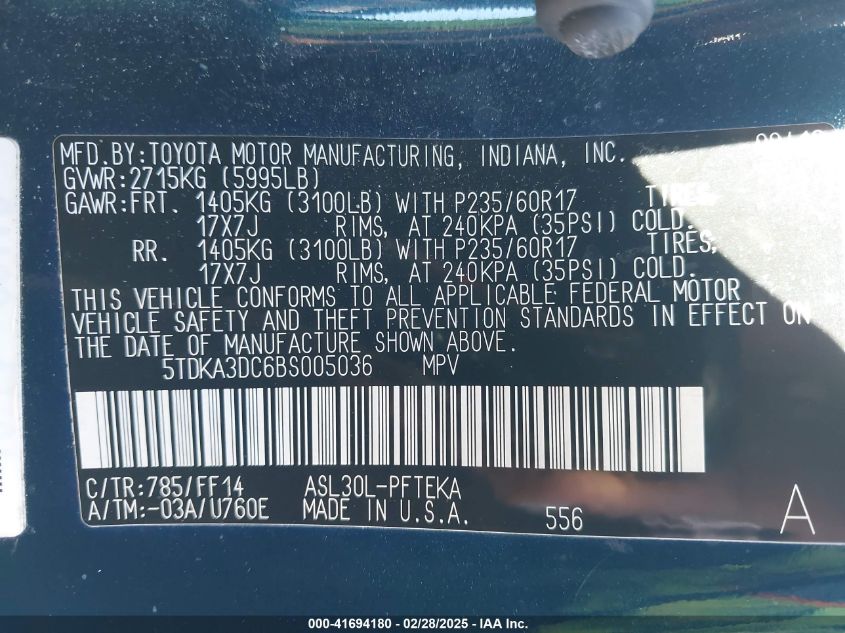 MFD.BY:TOYOTA MOTOR MANUFACTURING, INDIANA, INC.
GVWR:2715KG (5995LB)
GAWR:FRT. 1405KG (3100LB) WITH P235/60R17 TIRES,
17X7J RIMS, AT 240KPA (35PSI) COLD.
RR. 1405KG (3100LB) WITH P235/60R17 TIRES,
17X7J RIMS, AT 240KPA (35PSI) COLD.
THIS VEHICLE CONFORMS TO ALL APPLICABLE FEDERAL MOTOR
VEHICLE SAFETY AND THEFT PREVENTION STANDARDS IN EFFECT ON
THE DATE OF MANUFACTURE SHOWN ABOVE.
5TDKA3DC6BS005036 MPV
C/TR:785/FF14 ASL30L-PFTEKA
A/TM:-03A/U760E MADE IN U.S.A. 556 A
000-41694180 - 02/28/2025 - IAA Inc.